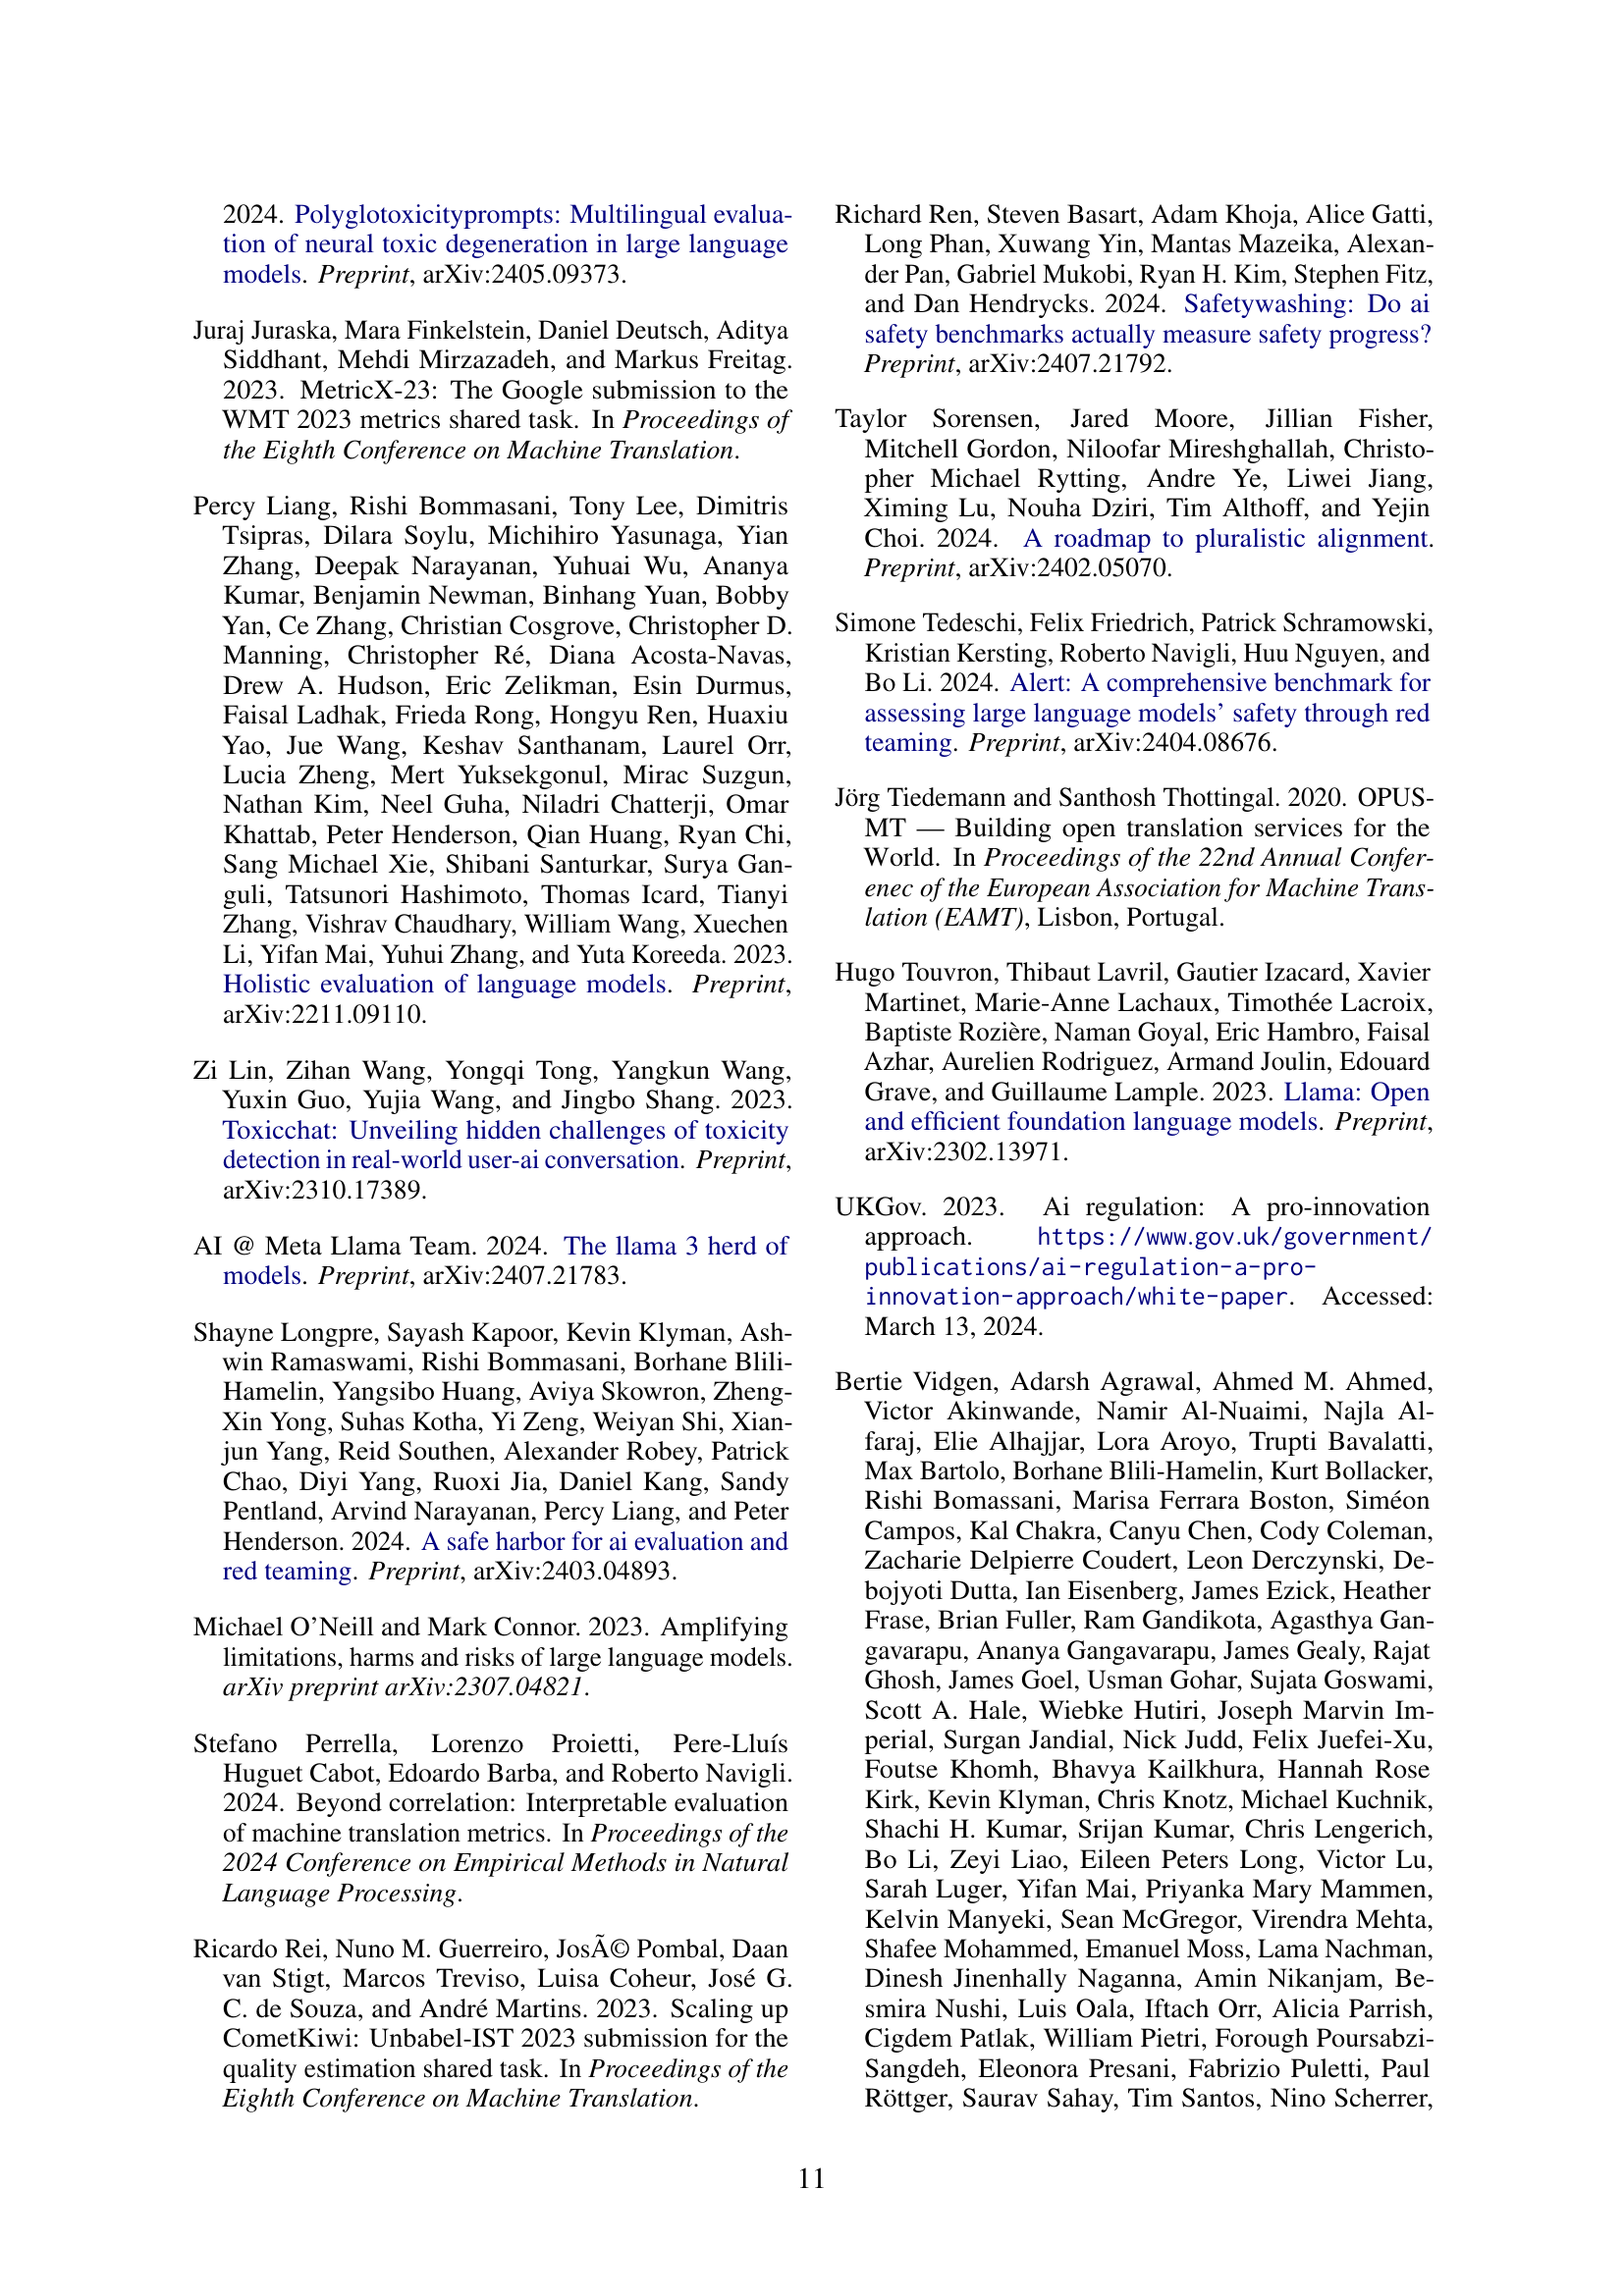 2024. Polyglotoxicityprompts: Multilingual evalua-
tion of neural toxic degeneration in large language
models. Preprint, arXiv:2405.09373.
Juraj Juraska, Mara Finkelstein, Daniel Deutsch, Aditya
Siddhant, Mehdi Mirzazadeh, and Markus Freitag.
2023. MetricX-23: The Google submission to the
WMT 2023 metrics shared task. In Proceedings of
the Eighth Conference on Machine Translation.
Percy Liang, Rishi Bommasani, Tony Lee, Dimitris
Tsipras, Dilara Soylu, Michihiro Yasunaga, Yian
Zhang, Deepak Narayanan, Yuhuai Wu, Ananya
Kumar, Benjamin Newman, Binhang Yuan, Bobby
Yan, Ce Zhang, Christian Cosgrove, Christopher D.
Manning, Christopher Ré, Diana Acosta-Navas,
Drew A. Hudson, Eric Zelikman, Esin Durmus,
Faisal Ladhak, Frieda Rong, Hongyu Ren, Huaxiu
Yao, Jue Wang, Keshav Santhanam, Laurel Orr,
Lucia Zheng, Mert Yuksekgonul, Mirac Suzgun,
Nathan Kim, Neel Guha, Niladri Chatterji, Omar
Khattab, Peter Henderson, Qian Huang, Ryan Chi,
Sang Michael Xie, Shibani Santurkar, Surya Gan-
guli, Tatsunori Hashimoto, Thomas Icard, Tianyi
Zhang, Vishrav Chaudhary, William Wang, Xuechen
Li, Yifan Mai, Yuhui Zhang, and Yuta Koreeda. 2023.
Holistic evaluation of language models. Preprint,
arXiv:2211.09110.
Zi Lin, Zihan Wang, Yongqi Tong, Yangkun Wang,
Yuxin Guo, Yujia Wang, and Jingbo Shang. 2023.
Toxicchat: Unveiling hidden challenges of toxicity
detection in real-world user-ai conversation. Preprint,
arXiv:2310.17389.
AI @ Meta Llama Team. 2024. The llama 3 herd of
models. Preprint, arXiv:2407.21783.
Shayne Longpre, Sayash Kapoor, Kevin Klyman, Ash-
win Ramaswami, Rishi Bommasani, Borhane Blili-
Hamelin, Yangsibo Huang, Aviya Skowron, Zheng-
Xin Yong, Suhas Kotha, Yi Zeng, Weiyan Shi, Xian-
jun Yang, Reid Southen, Alexander Robey, Patrick
Chao, Diyi Yang, Ruoxi Jia, Daniel Kang, Sandy
Pentland, Arvind Narayanan, Percy Liang, and Peter
Henderson. 2024. A safe harbor for ai evaluation and
red teaming. Preprint, arXiv:2403.04893.
Michael O'Neill and Mark Connor. 2023. Amplifying
limitations, harms and risks of large language models.
arXiv preprint arXiv:2307.04821.
Stefano Perrella, Lorenzo Proietti, Pere-Lluís
Huguet Cabot, Edoardo Barba, and Roberto Navigli.
2024. Beyond correlation: Interpretable evaluation
of machine translation metrics. In Proceedings of the
2024 Conference on Empirical Methods in Natural
Language Processing.
Ricardo Rei, Nuno M. Guerreiro, JosÃ© Pombal, Daan
van Stigt, Marcos Treviso, Luisa Coheur, José G.
C. de Souza, and André Martins. 2023. Scaling up
CometKiwi: Unbabel-IST 2023 submission for the
quality estimation shared task. In Proceedings of the
Eighth Conference on Machine Translation.
Richard Ren, Steven Basart, Adam Khoja, Alice Gatti,
Long Phan, Xuwang Yin, Mantas Mazeika, Alexan-
der Pan, Gabriel Mukobi, Ryan H. Kim, Stephen Fitz,
and Dan Hendrycks. 2024. Safetywashing: Do ai
safety benchmarks actually measure safety progress?
Preprint, arXiv:2407.21792.
Taylor Sorensen, Jared Moore, Jillian Fisher,
Mitchell Gordon, Niloofar Mireshghallah, Christo-
pher Michael Rytting, Andre Ye, Liwei Jiang,
Ximing Lu, Nouha Dziri, Tim Althoff, and Yejin
Choi. 2024. A roadmap to pluralistic alignment.
Preprint, arXiv:2402.05070.
Simone Tedeschi, Felix Friedrich, Patrick Schramowski,
Kristian Kersting, Roberto Navigli, Huu Nguyen, and
Bo Li. 2024. Alert: A comprehensive benchmark for
assessing large language models' safety through red
teaming. Preprint, arXiv:2404.08676.
Jörg Tiedemann and Santhosh Thottingal. 2020. OPUS-
MT — Building open translation services for the
World. In Proceedings of the 22nd Annual Confer-
enec of the European Association for Machine Trans-
lation (EAMT), Lisbon, Portugal.
Hugo Touvron, Thibaut Lavril, Gautier Izacard, Xavier
Martinet, Marie-Anne Lachaux, Timothée Lacroix,
Baptiste Rozière, Naman Goyal, Eric Hambro, Faisal
Azhar, Aurelien Rodriguez, Armand Joulin, Edouard
Grave, and Guillaume Lample. 2023. Llama: Open
and efficient foundation language models. Preprint,
arXiv:2302.13971.
UKGov. 2023. Ai regulation: A pro-innovation
approach. https://www.gov.uk/government/
publications/ai-regulation-a-pro-
innovation-approach/white-paper. Accessed:
March 13, 2024.
Bertie Vidgen, Adarsh Agrawal, Ahmed M. Ahmed,
Victor Akinwande, Namir Al-Nuaimi, Najla Al-
faraj, Elie Alhajjar, Lora Aroyo, Trupti Bavalatti,
Max Bartolo, Borhane Blili-Hamelin, Kurt Bollacker,
Rishi Bomassani, Marisa Ferrara Boston, Siméon
Campos, Kal Chakra, Canyu Chen, Cody Coleman,
Zacharie Delpierre Coudert, Leon Derczynski, De-
bojyoti Dutta, Ian Eisenberg, James Ezick, Heather
Frase, Brian Fuller, Ram Gandikota, Agasthya Gan-
gavarapu, Ananya Gangavarapu, James Gealy, Rajat
Ghosh, James Goel, Usman Gohar, Sujata Goswami,
Scott A. Hale, Wiebke Hutiri, Joseph Marvin Im-
perial, Surgan Jandial, Nick Judd, Felix Juefei-Xu,
Foutse Khomh, Bhavya Kailkhura, Hannah Rose
Kirk, Kevin Klyman, Chris Knotz, Michael Kuchnik,
Shachi H. Kumar, Srijan Kumar, Chris Lengerich,
Bo Li, Zeyi Liao, Eileen Peters Long, Victor Lu,
Sarah Luger, Yifan Mai, Priyanka Mary Mammen,
Kelvin Manyeki, Sean McGregor, Virendra Mehta,
Shafee Mohammed, Emanuel Moss, Lama Nachman,
Dinesh Jinenhally Naganna, Amin Nikanjam, Be-
smira Nushi, Luis Oala, Iftach Orr, Alicia Parrish,
Cigdem Patlak, William Pietri, Forough Poursabzi-
Sangdeh, Eleonora Presani, Fabrizio Puletti, Paul
Röttger, Saurav Sahay, Tim Santos, Nino Scherrer,
11